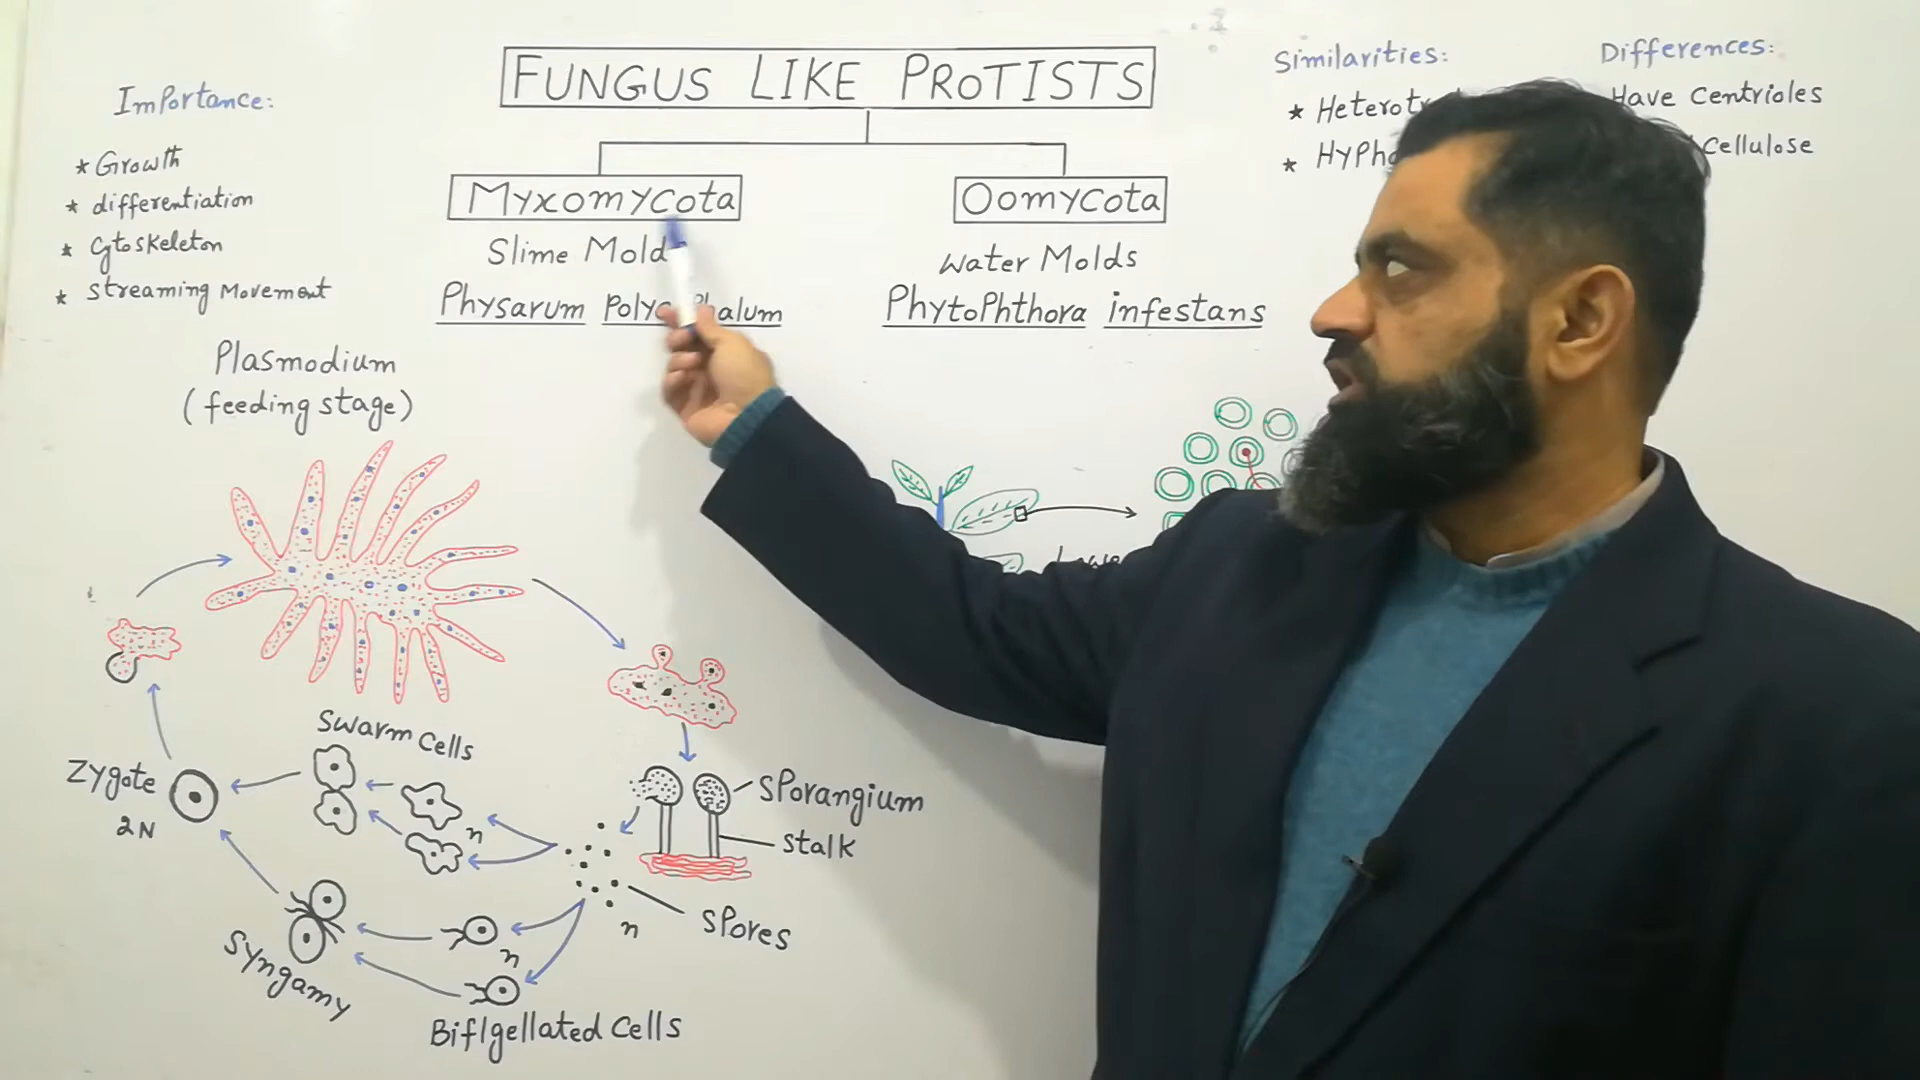 FUNGUS LIKE PROTISTS
Importance:
* Growth
* differentiation
* Cytoskeleton
* Streaming Movement
Myxomycota
Slime Mold
Physarum
Oomycota
Water Molds
Phytophthora infestans
Similarities:
*
*
Differences:
Have Centrioles
Cellulose
Plasmodium
(feeding stage)
Swarm Cells
Zygote
2N
n
Sporangium
Stalk
Spores
n
n
Syngamy
Biflgellated Cells